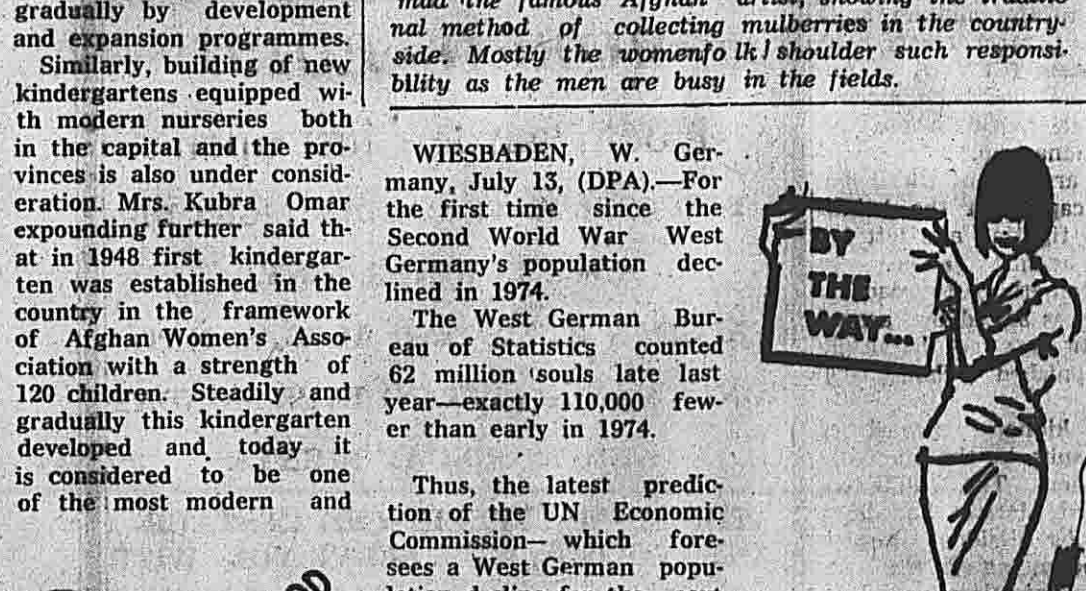 gradually by development
and expansion programmes.
Similarly, building of new
kindergartens equipped wi-
th modern nurseries both
in the capital and the pro-
vinces is also under consid-
eration. Mrs. Kubra Omar
expounding further said th-
at in 1948 first kindergar-
ten was established in the
country in the framework
of Afghan Women's Asso-
ciation with a strength of
120 children. Steadily and
gradually this kindergarten
developed and today it
is considered to be one
of the most modern and
the famous Afghan artist, showing the
nal method of collecting mulberries in the country-
side. Mostly the womenfo lk shoulder such responsi-
bility as the men are busy in the fields.
WIESBADEN, W. Ger-
many, July 13, (DPA).—For
the first time since the
Second World War West
Germany's population dec-
lined in 1974.
The West German Bur-
eau of Statistics counted
62 million souls late last
year—exactly 110,000 few-
er than early in 1974.
Thus, the latest predic-
tion of the UN Economic
Commission— which fore-
sees a West German popu-
BY
THE
WAY...